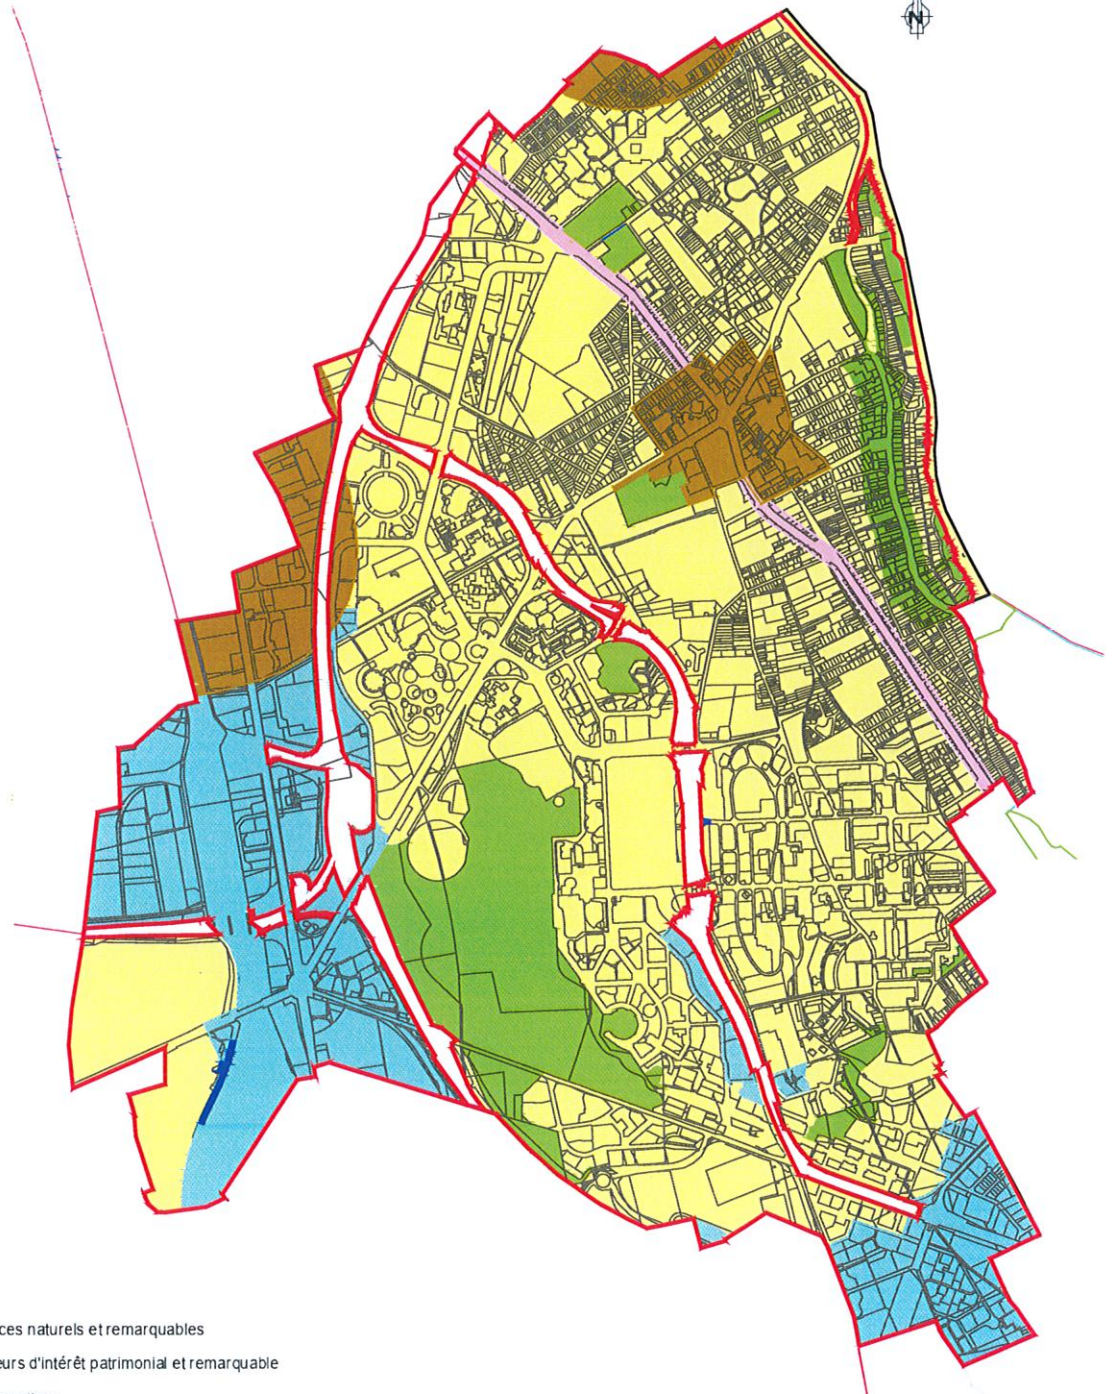 N
ces naturels et remarquables
eurs d'intérêt patrimonial et remarquable